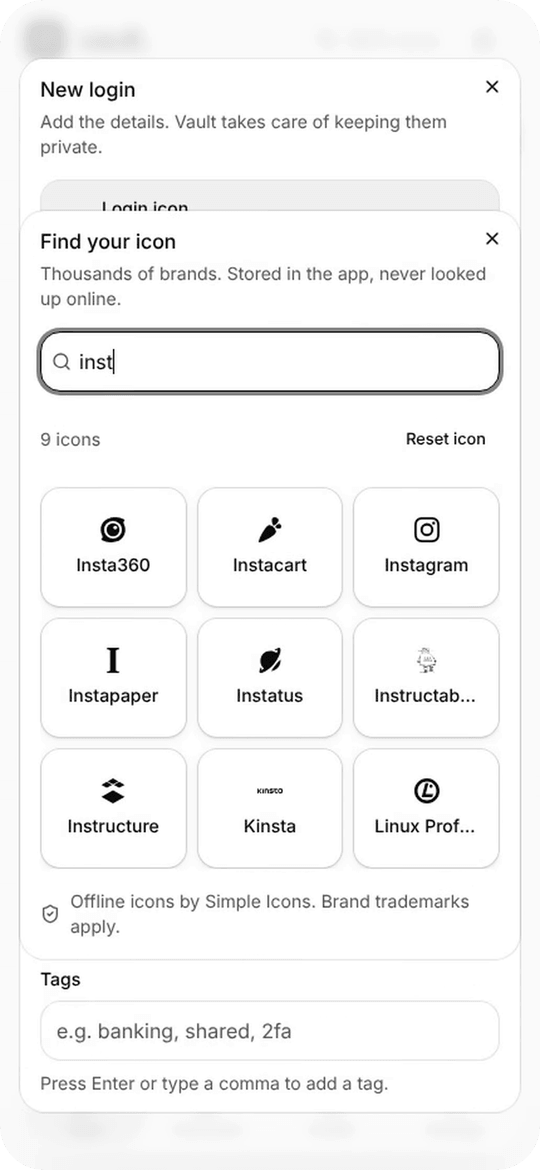 New login
Add the details. Vault takes care of keeping them
private.
Login icon
Find your icon
Thousands of brands. Stored in the app, never looked
up online.
inst
9 icons
Reset icon
Insta360
Instacart
Instagram
Instapaper
Instatus
Instructab...
Instructure
KINSTA
Kinsta
Linux Prof...
Offline icons by Simple Icons. Brand trademarks
apply.
Tags
e.g. banking, shared, 2fa
Press Enter or type a comma to add a tag.